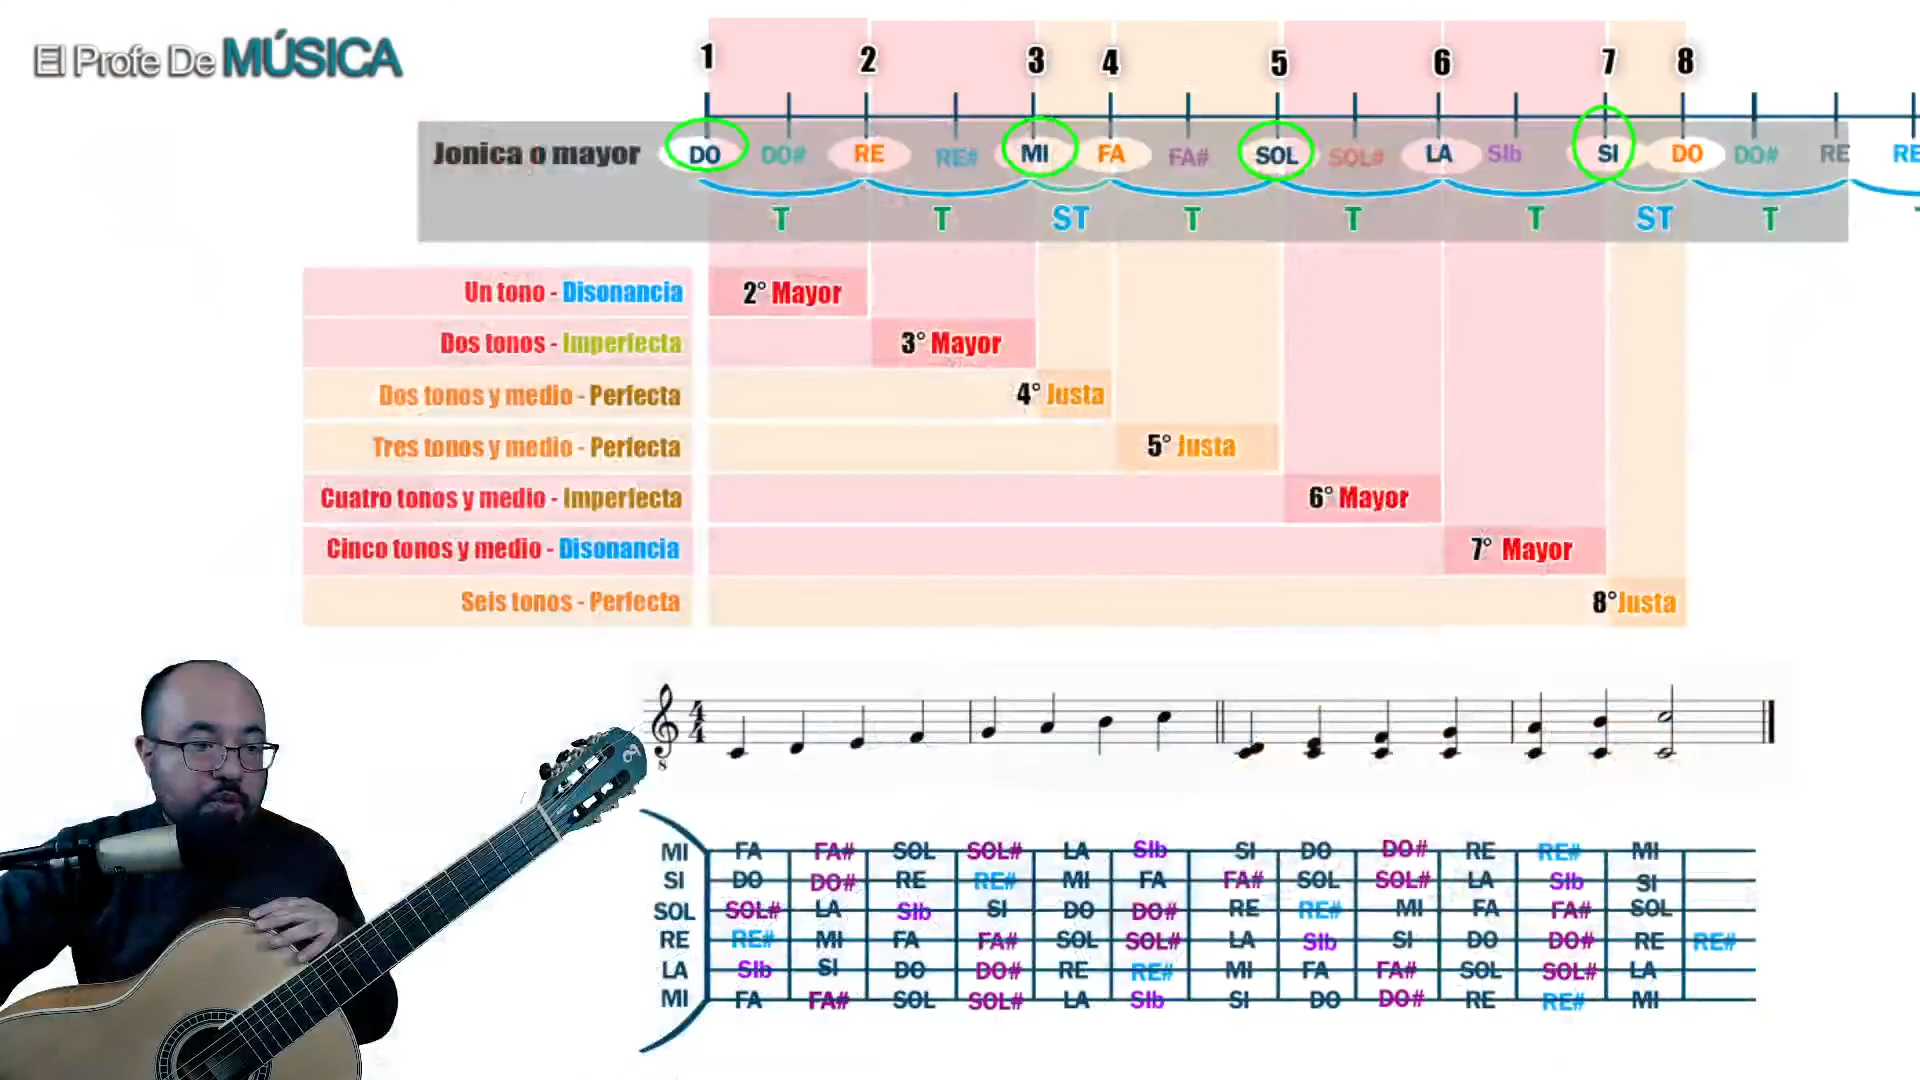 El Profe De MÚSICA
1 2 3 4 5 6 7 8
Jonica o mayor DO DO# RE RE# MI FA FA# SOL SOL# LA SIb SI DO DO# RE RE
T T ST T T T ST T
Un tono - Disonancia 2° Mayor
Dos tonos - Imperfecta 3° Mayor
Dos tonos y medio - Perfecta 4° Justa
Tres tonos y medio - Perfecta 5° Justa
Cuatro tonos y medio - Imperfecta 6° Mayor
Cinco tonos y medio - Disonancia 7° Mayor
Seis tonos - Perfecta 8° Justa
4
4
8
MI FA FA# SOL SOL# LA SIb SI DO DO# RE RE# MI
SI DO DO# RE RE# MI FA FA# SOL SOL# LA SIb SI
SOL SOL# LA SIb SI DO DO# RE RE# MI FA FA# SOL
RE RE# MI FA FA# SOL SOL# LA SIb SI DO DO# RE RE#
LA SIb SI DO DO# RE RE# MI FA FA# SOL SOL# LA
MI FA FA# SOL SOL# LA SIb SI DO DO# RE RE# MI